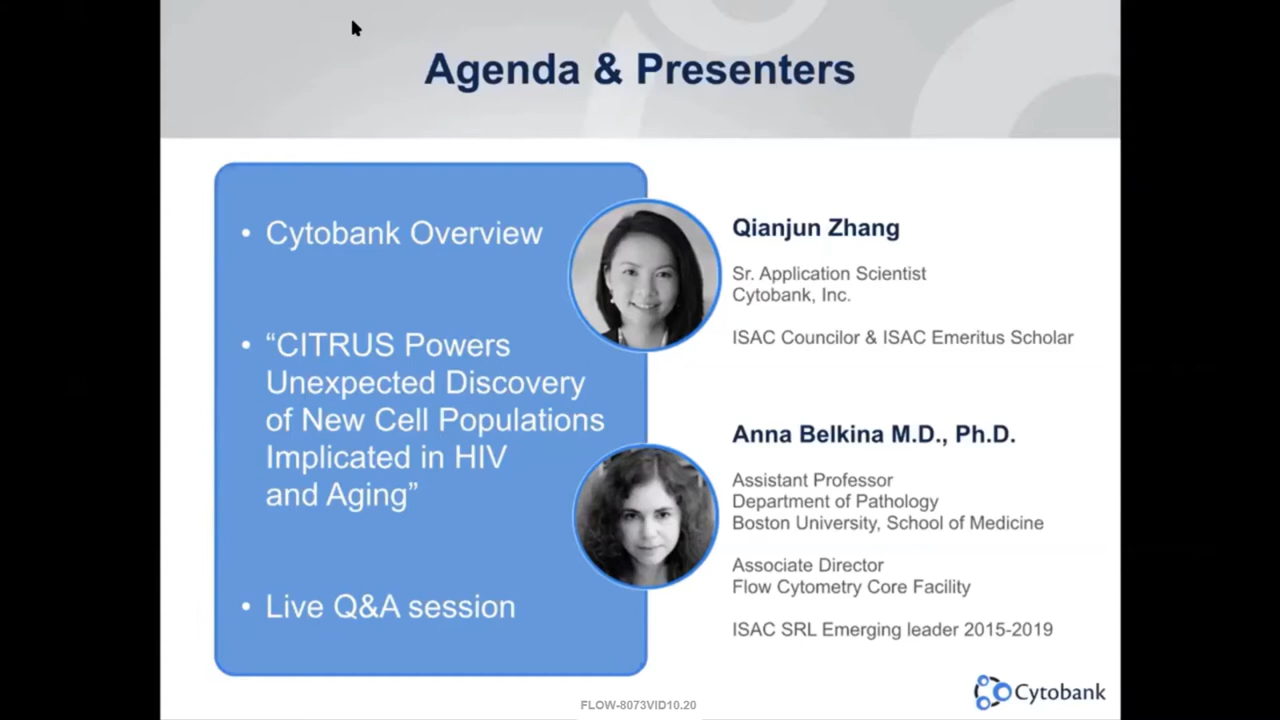 Agenda & Presenters
• Cytobank Overview
• “CITRUS Powers
Unexpected Discovery
of New Cell Populations
Implicated in HIV
and Aging”
• Live Q&A session
Qianjun Zhang
Sr. Application Scientist
Cytobank, Inc.
ISAC Councilor & ISAC Emeritus Scholar
Anna Belkina M.D., Ph.D.
Assistant Professor
Department of Pathology
Boston University, School of Medicine
Associate Director
Flow Cytometry Core Facility
ISAC SRL Emerging leader 2015-2019
Cytobank
FLOW-8073VID10.20